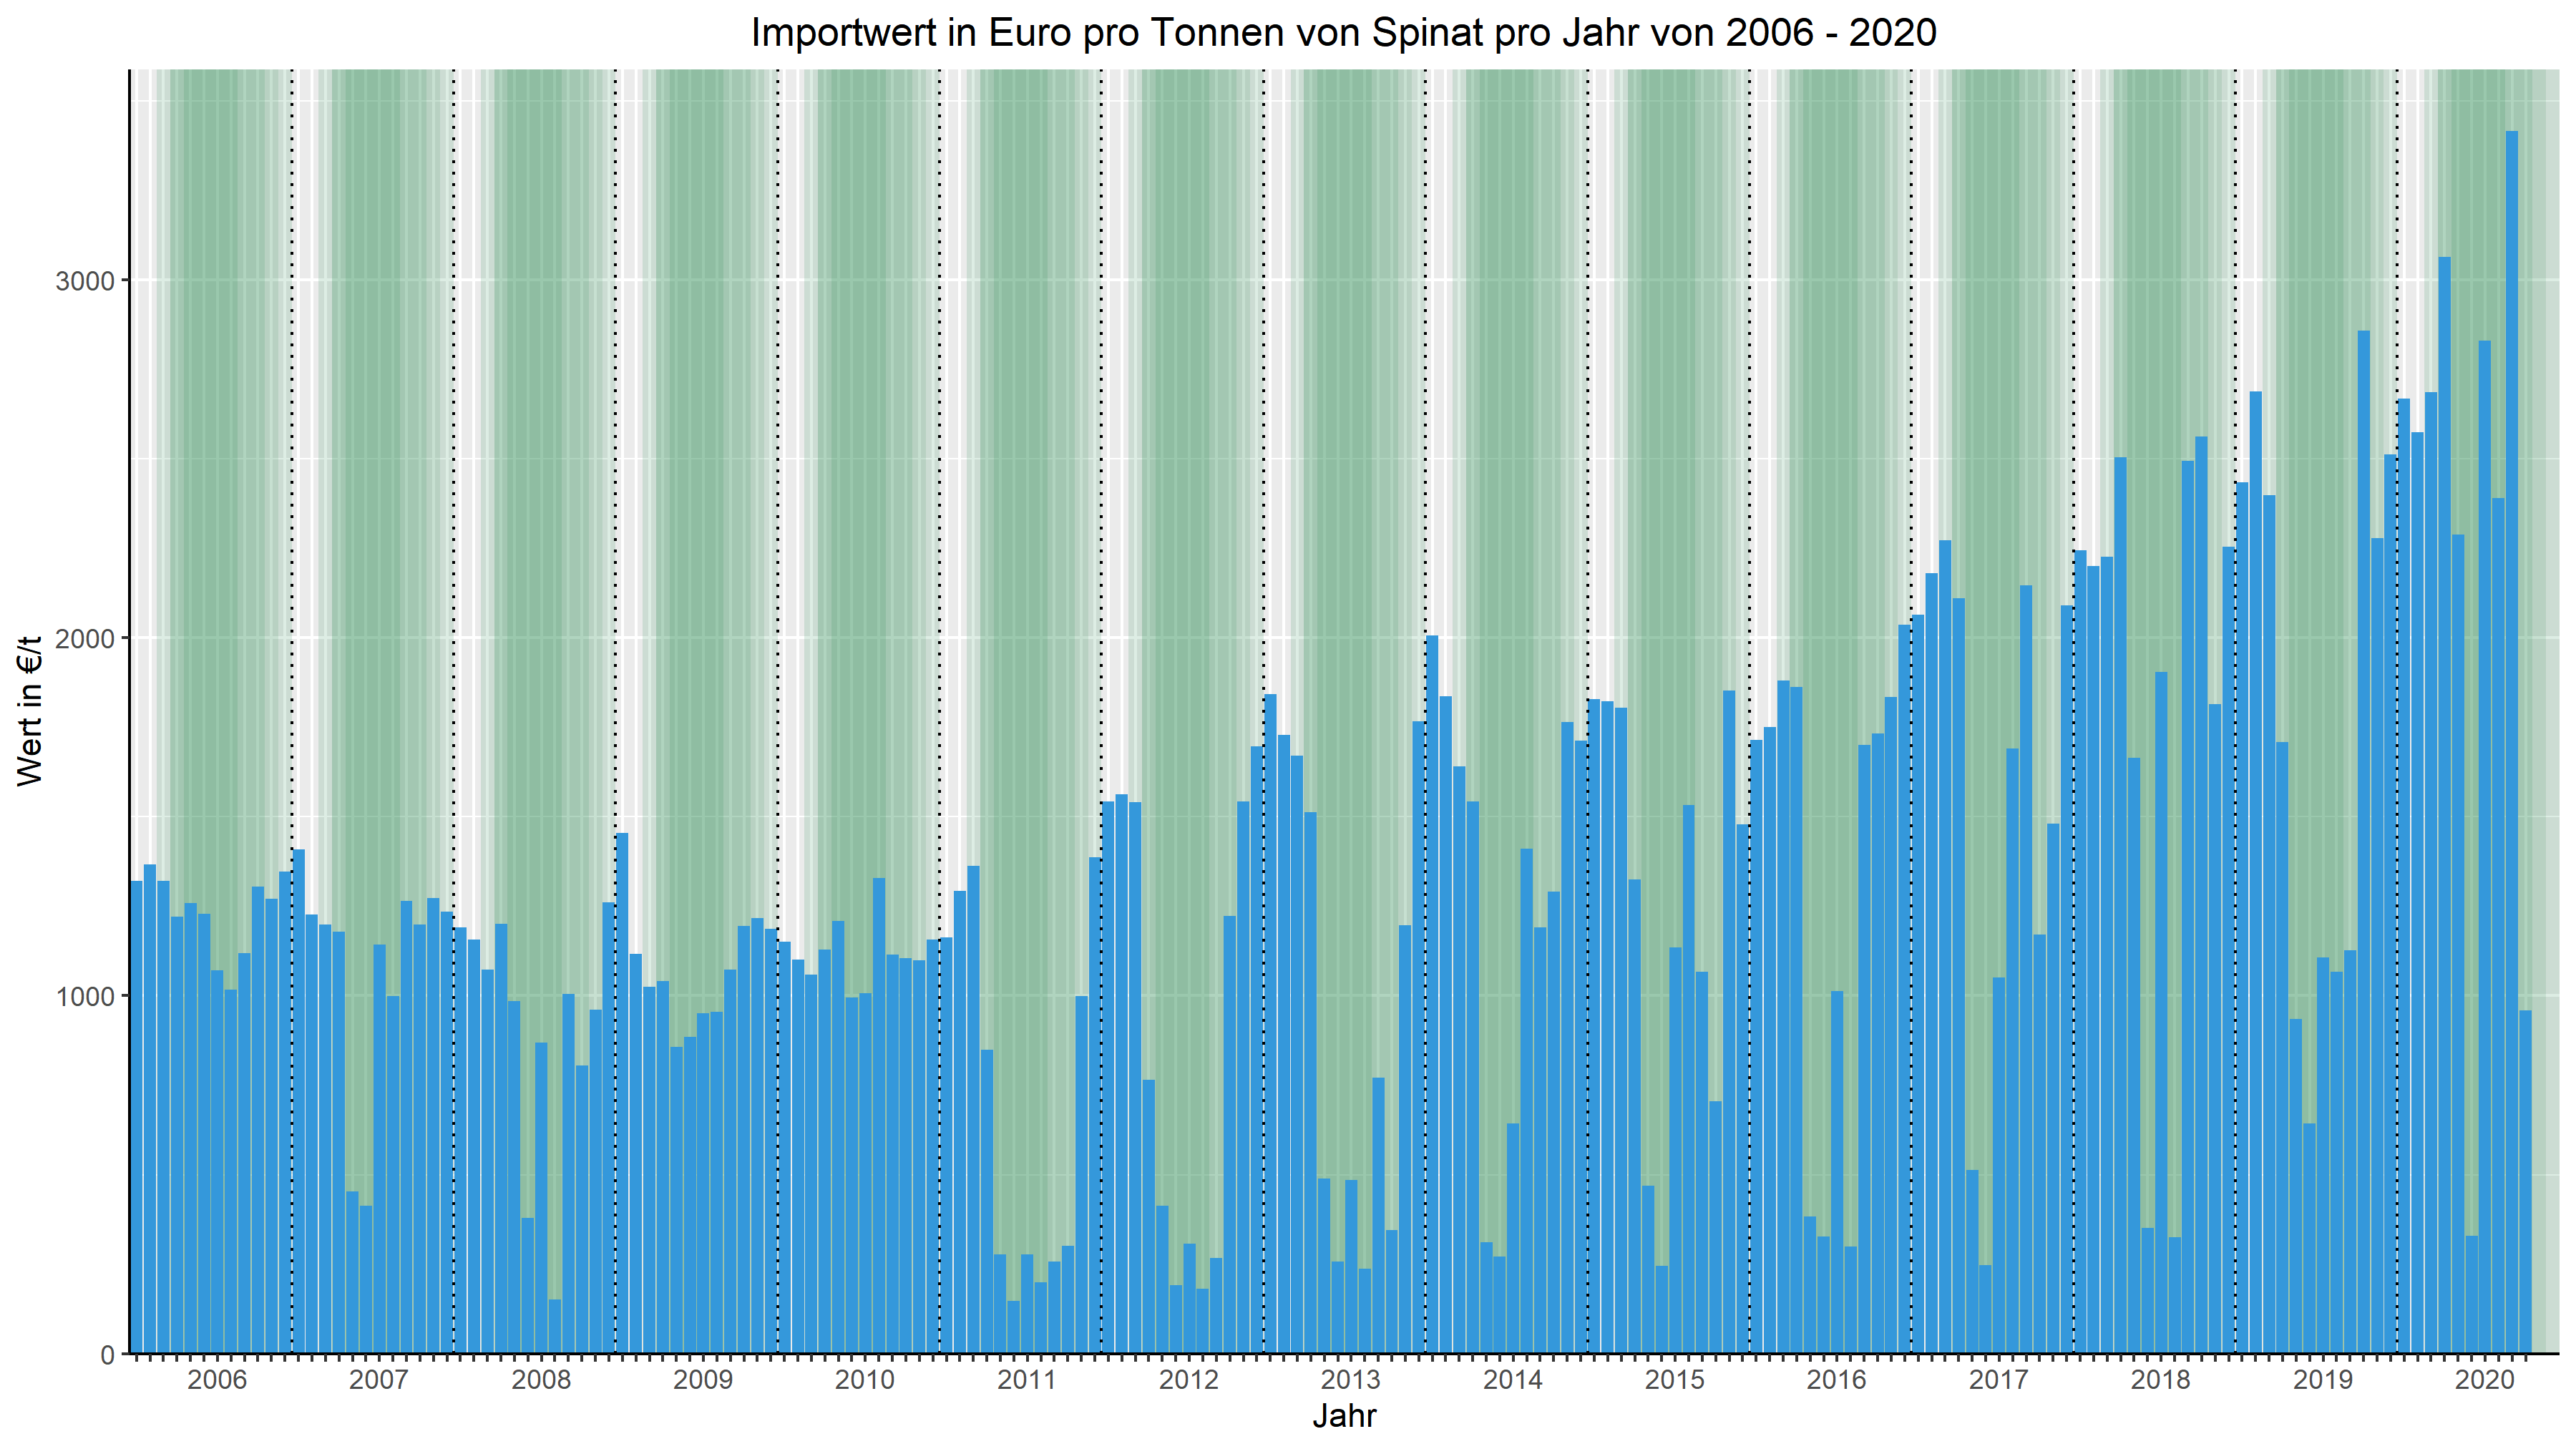 Importwert in Euro pro Tonnen von Spinat pro Jahr von 2006 - 2020
Wert in €/t
3000
2000
1000
0
2006 2007 2008 2009 2010 2011 2012 2013 2014 2015 2016 2017 2018 2019 2020
Jahr